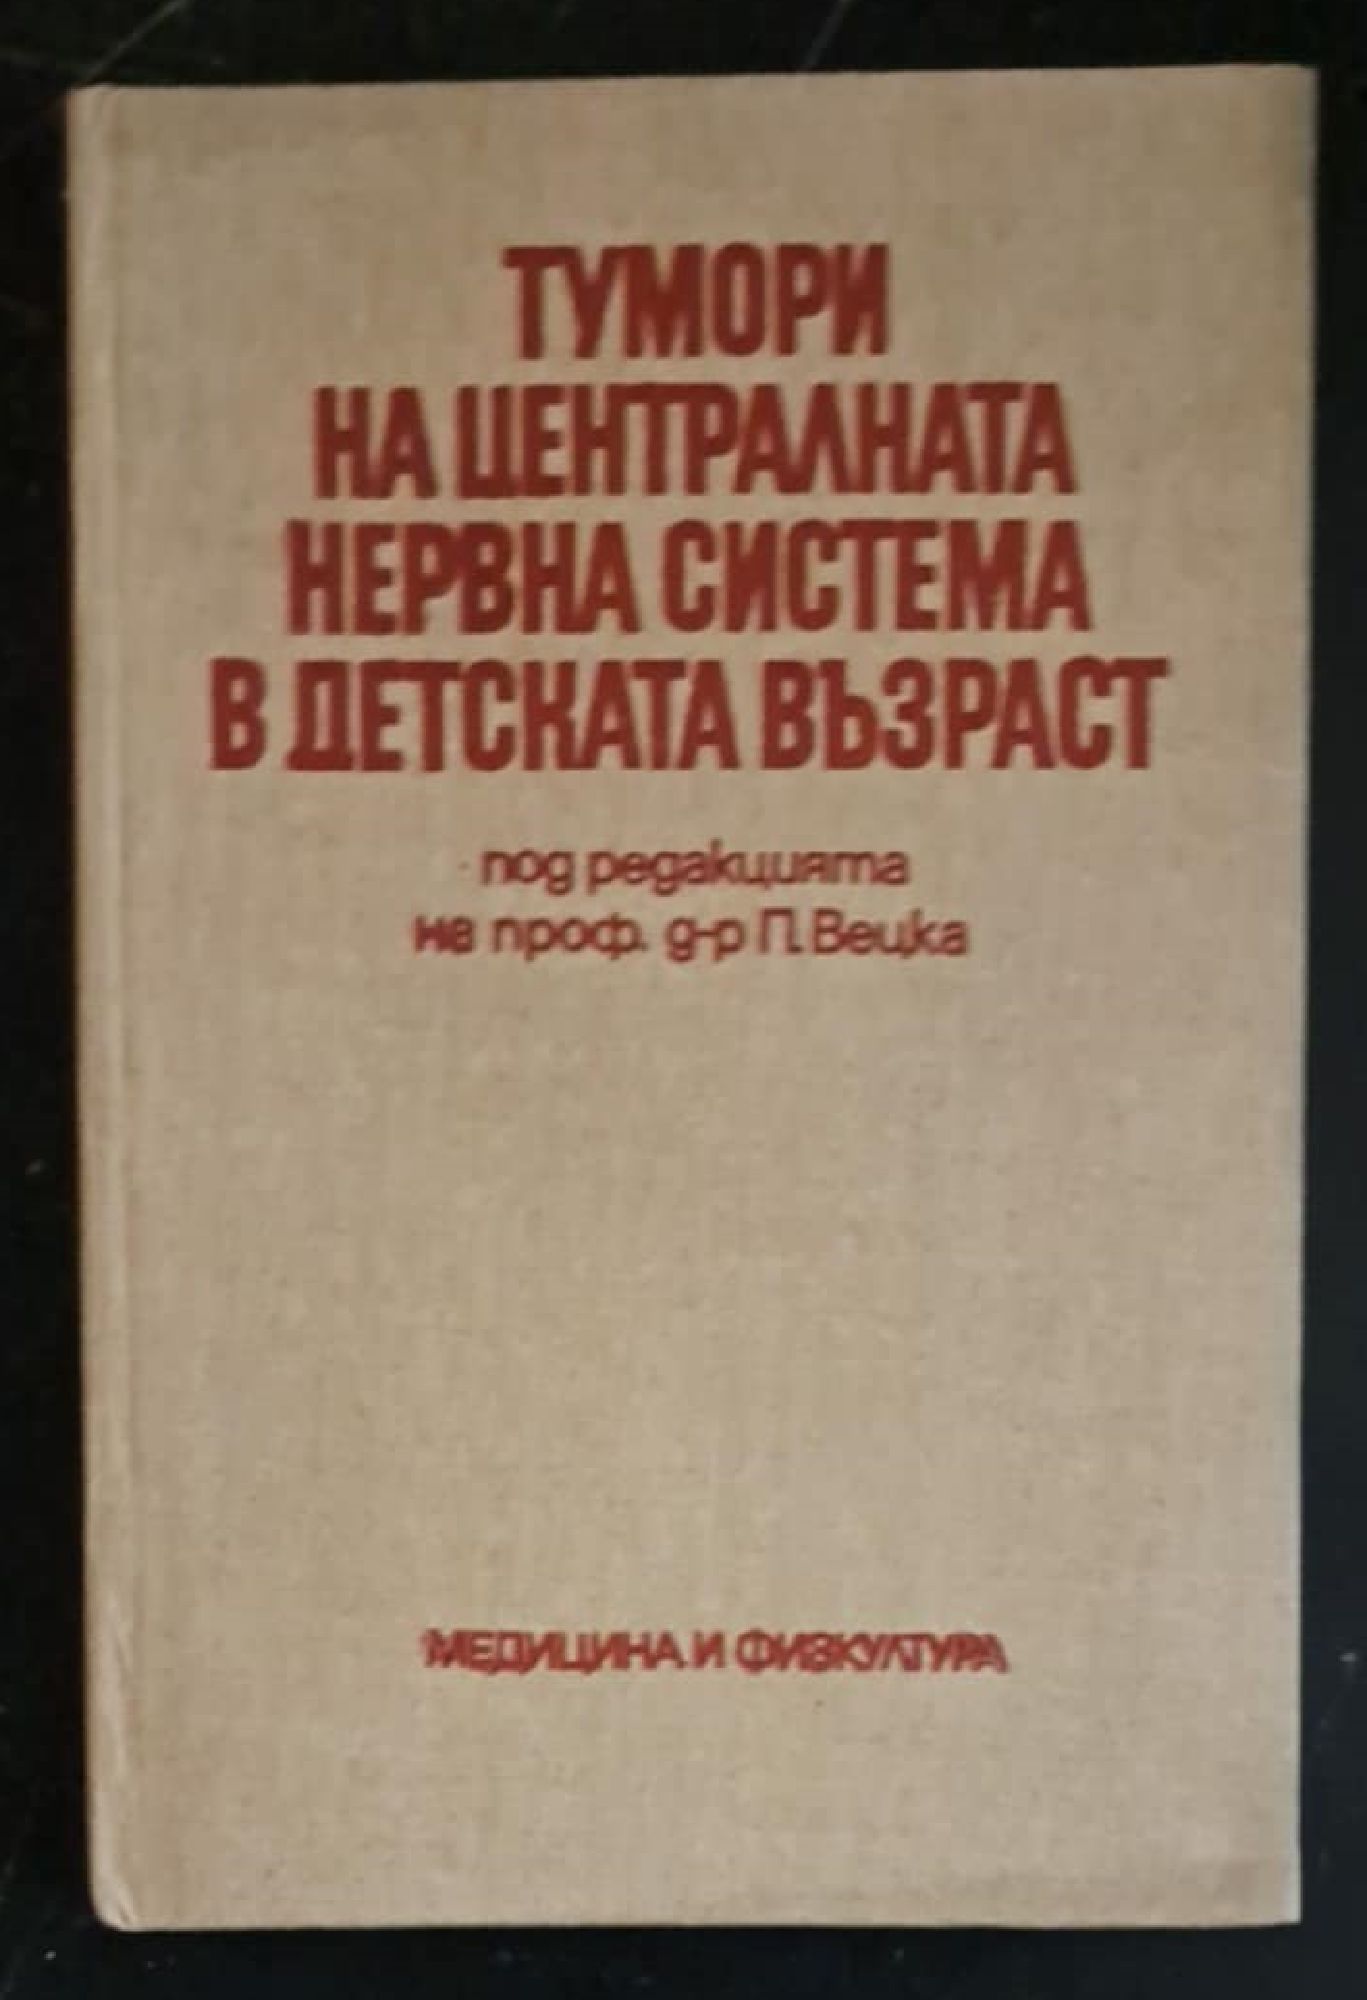 ТУМОРИ
НА ЦЕНТРАЛНАТА
НЕРВНА СИСТЕМА
В ДЕТСКАТА ВЪЗРАСТ
под редакцията
на проф. д-р П. Вецка
МЕДИЦИНА И ФИЗКУЛТУРА